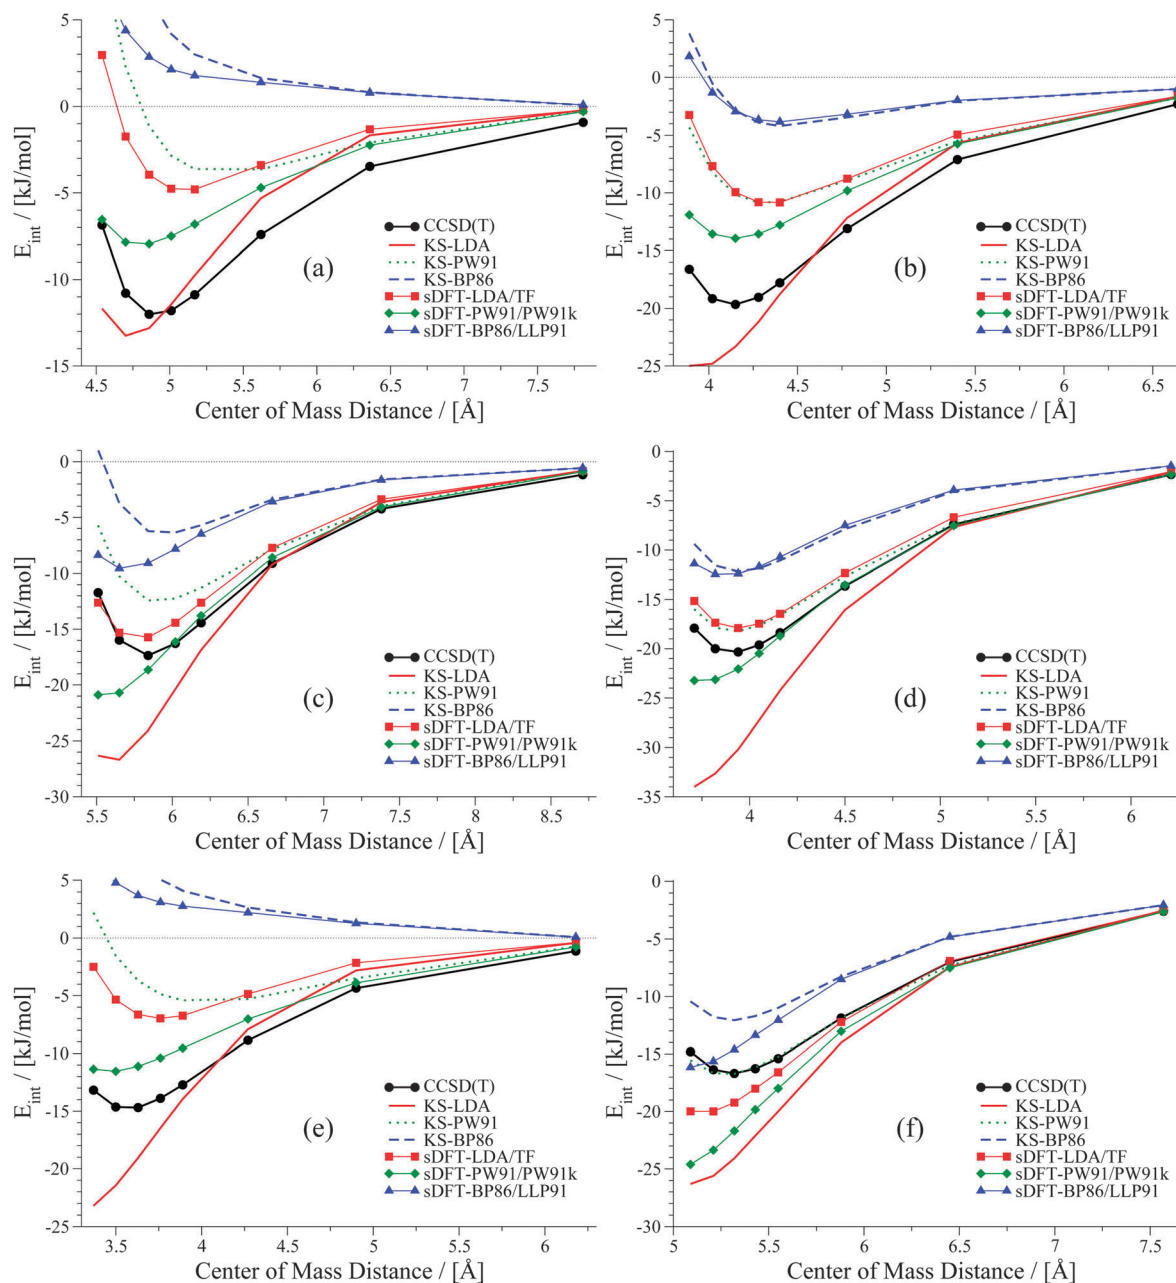 5
0
-5
-10
-15
E_int / [kJ/mol]
4.5 5 5.5 6 6.5 7 7.5
Center of Mass Distance / [Å]
(a)
CCSD(T)
KS-LDA
KS-PW91
KS-BP86
sDFT-LDA/TF
sDFT-PW91/PW91k
sDFT-BP86/LLP91
5
0
-5
-10
-15
-20
-25
E_int / [kJ/mol]
4 4.5 5 5.5 6 6.5
Center of Mass Distance / [Å]
(b)
CCSD(T)
KS-LDA
KS-PW91
KS-BP86
sDFT-LDA/TF
sDFT-PW91/PW91k
sDFT-BP86/LLP91
0
-5
-10
-15
-20
-25
-30
E_int / [kJ/mol]
5.5 6 6.5 7 7.5 8 8.5
Center of Mass Distance / [Å]
(c)
CCSD(T)
KS-LDA
KS-PW91
KS-BP86
sDFT-LDA/TF
sDFT-PW91/PW91k
sDFT-BP86/LLP91
0
-5
-10
-15
-20
-25
-30
-35
E_int / [kJ/mol]
4 4.5 5 5.5 6
Center of Mass Distance / [Å]
(d)
CCSD(T)
KS-LDA
KS-PW91
KS-BP86
sDFT-LDA/TF
sDFT-PW91/PW91k
sDFT-BP86/LLP91
5
0
-5
-10
-15
-20
-25
E_int / [kJ/mol]
3.5 4 4.5 5 5.5 6
Center of Mass Distance / [Å]
(e)
CCSD(T)
KS-LDA
KS-PW91
KS-BP86
sDFT-LDA/TF
sDFT-PW91/PW91k
sDFT-BP86/LLP91
0
-5
-10
-15
-20
-25
-30
E_int / [kJ/mol]
5 5.5 6 6.5 7 7.5
Center of Mass Distance / [Å]
(f)
CCSD(T)
KS-LDA
KS-PW91
KS-BP86
sDFT-LDA/TF
sDFT-PW91/PW91k
sDFT-BP86/LLP91